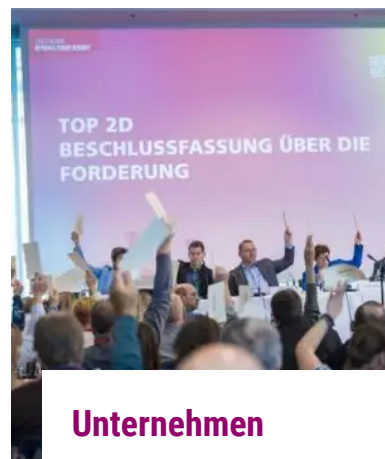 TOP 2D
BESCHLUSSFASSUNG ÜBER DIE
FORDERUNG
Unternehmen